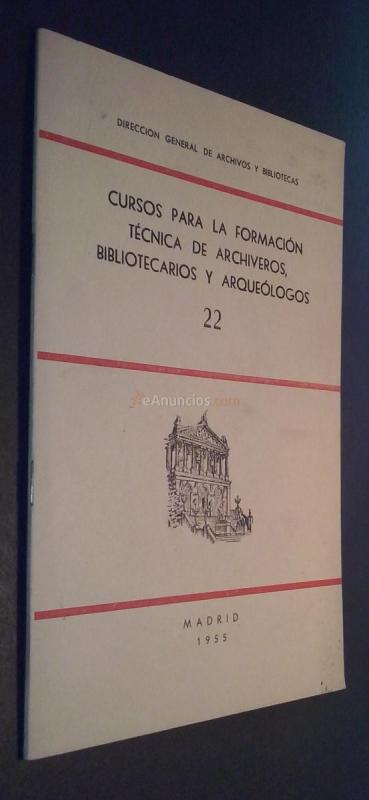 DIRECCION GENERAL DE ARCHIVOS Y BIBLIOTECAS
CURSOS PARA LA FORMACIÓN
TÉCNICA DE ARCHIVEROS,
BIBLIOTECARIOS Y ARQUEÓLOGOS
22
eAnuncios.com
MADRID
1955